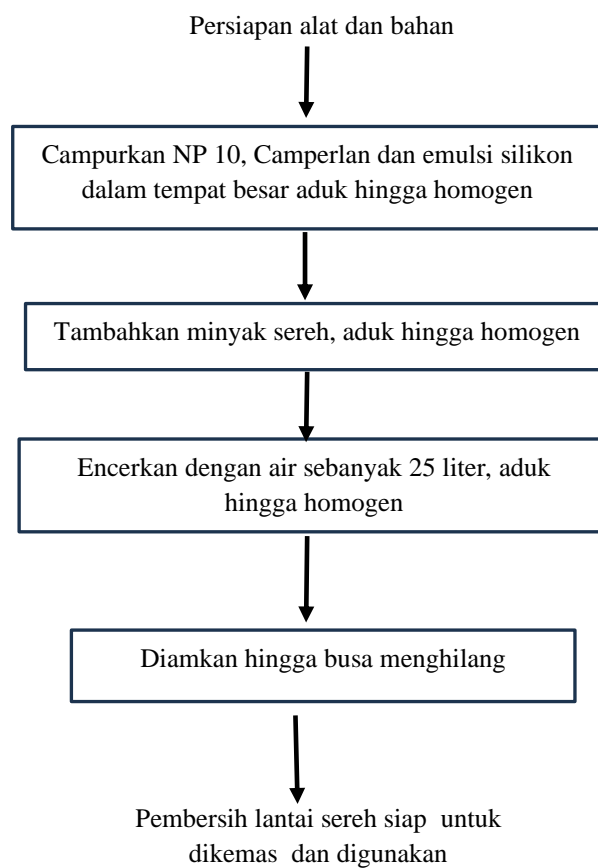 Persiapan alat dan bahan
Campurkan NP 10, Camperlan dan emulsi silikon
dalam tempat besar aduk hingga homogen
Tambahkan minyak sereh, aduk hingga homogen
Encerkan dengan air sebanyak 25 liter, aduk
hingga homogen
Diamkan hingga busa menghilang
Pembersih lantai sereh siap untuk
dikemas dan digunakan